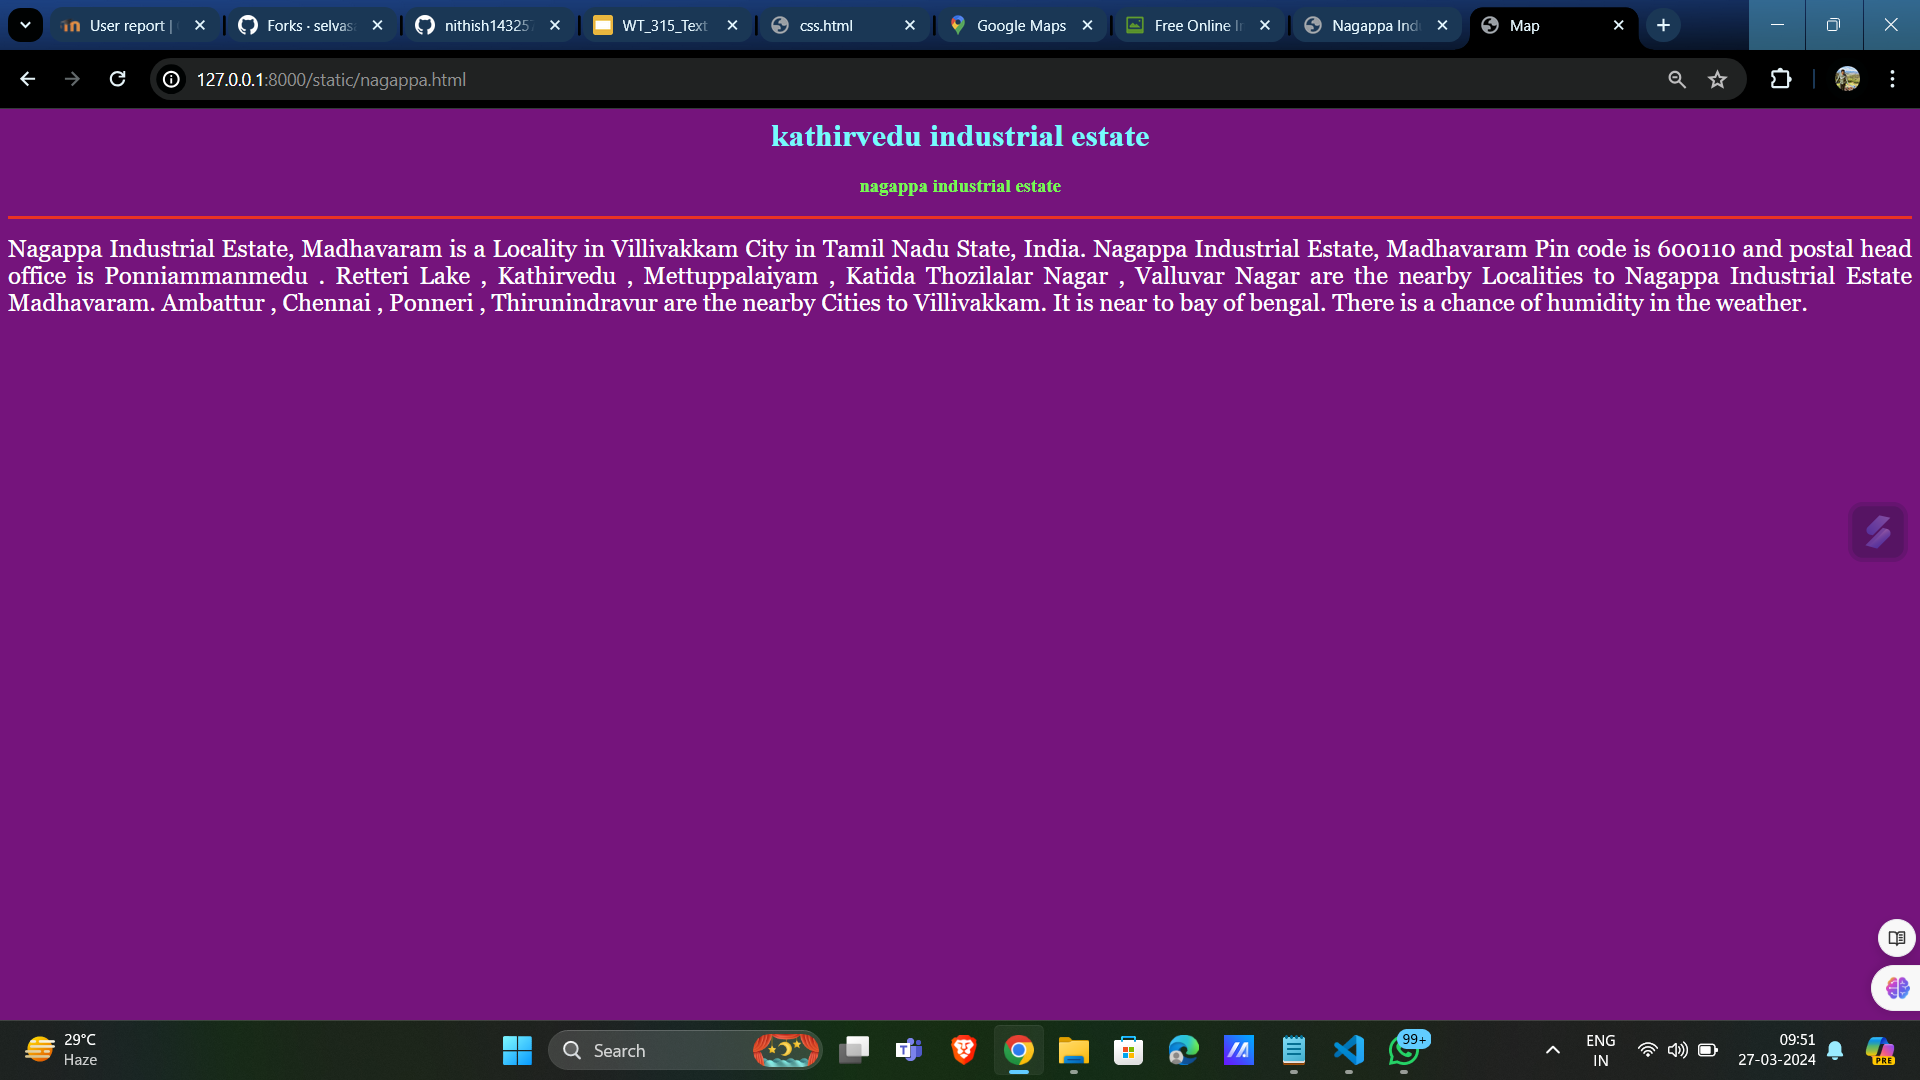 User report |
Forks · selvasa
nithish143257
WT_315_Text
css.html
Google Maps
Free Online I
Nagappa Ind
Map
127.0.0.1:8000/static/nagappa.html
kathirvedu industrial estate
nagappa industrial estate
Nagappa Industrial Estate, Madhavaram is a Locality in Villivakkam City in Tamil Nadu State, India. Nagappa Industrial Estate, Madhavaram Pin code is 600110 and postal head
office is Ponniammanmedu . Retteri Lake , Kathirvedu , Mettuppalaiyam , Katida Thozilalar Nagar , Valluvar Nagar are the nearby Localities to Nagappa Industrial Estate
Madhavaram. Ambattur , Chennai , Ponneri , Thirunindravur are the nearby Cities to Villivakkam. It is near to bay of bengal. There is a chance of humidity in the weather.
29°C
Haze
Search
99+
ENG
IN
09:51
27-03-2024
PRE